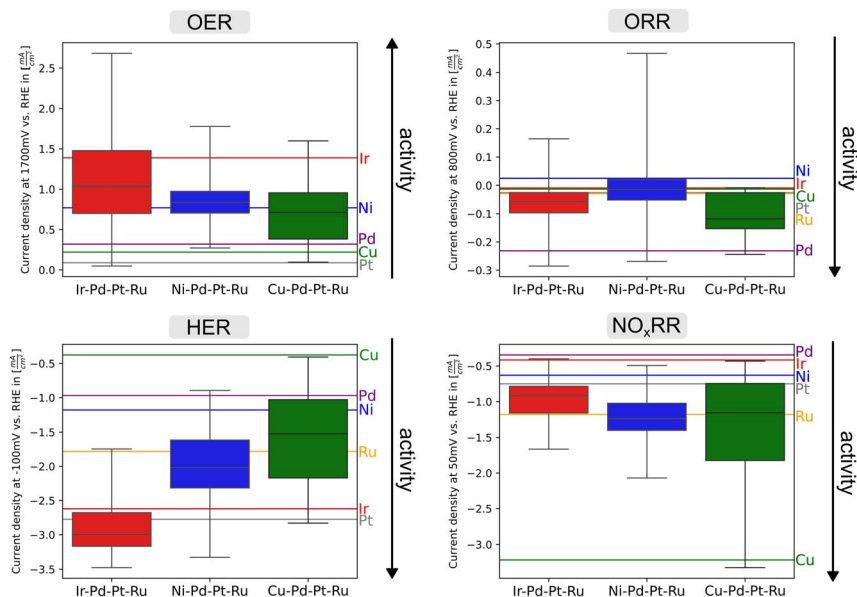 OER
Current density at 1700mV vs. RHE in [mA/cm²]
2.5
2.0
1.5
1.0
0.5
0.0
Ir
Ni
Pd
Cu
Pt
Ir-Pd-Pt-Ru
Ni-Pd-Pt-Ru
Cu-Pd-Pt-Ru
activity
ORR
Current density at 800mV vs. RHE in [mA/cm²]
0.5
0.4
0.3
0.2
0.1
0.0
−0.1
−0.2
−0.3
Ni
Ir
Cu
Pt
Ru
Pd
Ir-Pd-Pt-Ru
Ni-Pd-Pt-Ru
Cu-Pd-Pt-Ru
activity
HER
Current density at -100mV vs. RHE in [mA/cm²]
−0.5
−1.0
−1.5
−2.0
−2.5
−3.0
−3.5
Cu
Pd
Ni
Ru
Ir
Pt
Ir-Pd-Pt-Ru
Ni-Pd-Pt-Ru
Cu-Pd-Pt-Ru
activity
NOₓRR
Current density at 50mV vs. RHE in [mA/cm²]
−0.5
−1.0
−1.5
−2.0
−2.5
−3.0
Pd
Ir
Ni
Pt
Ru
Cu
Ir-Pd-Pt-Ru
Ni-Pd-Pt-Ru
Cu-Pd-Pt-Ru
activity